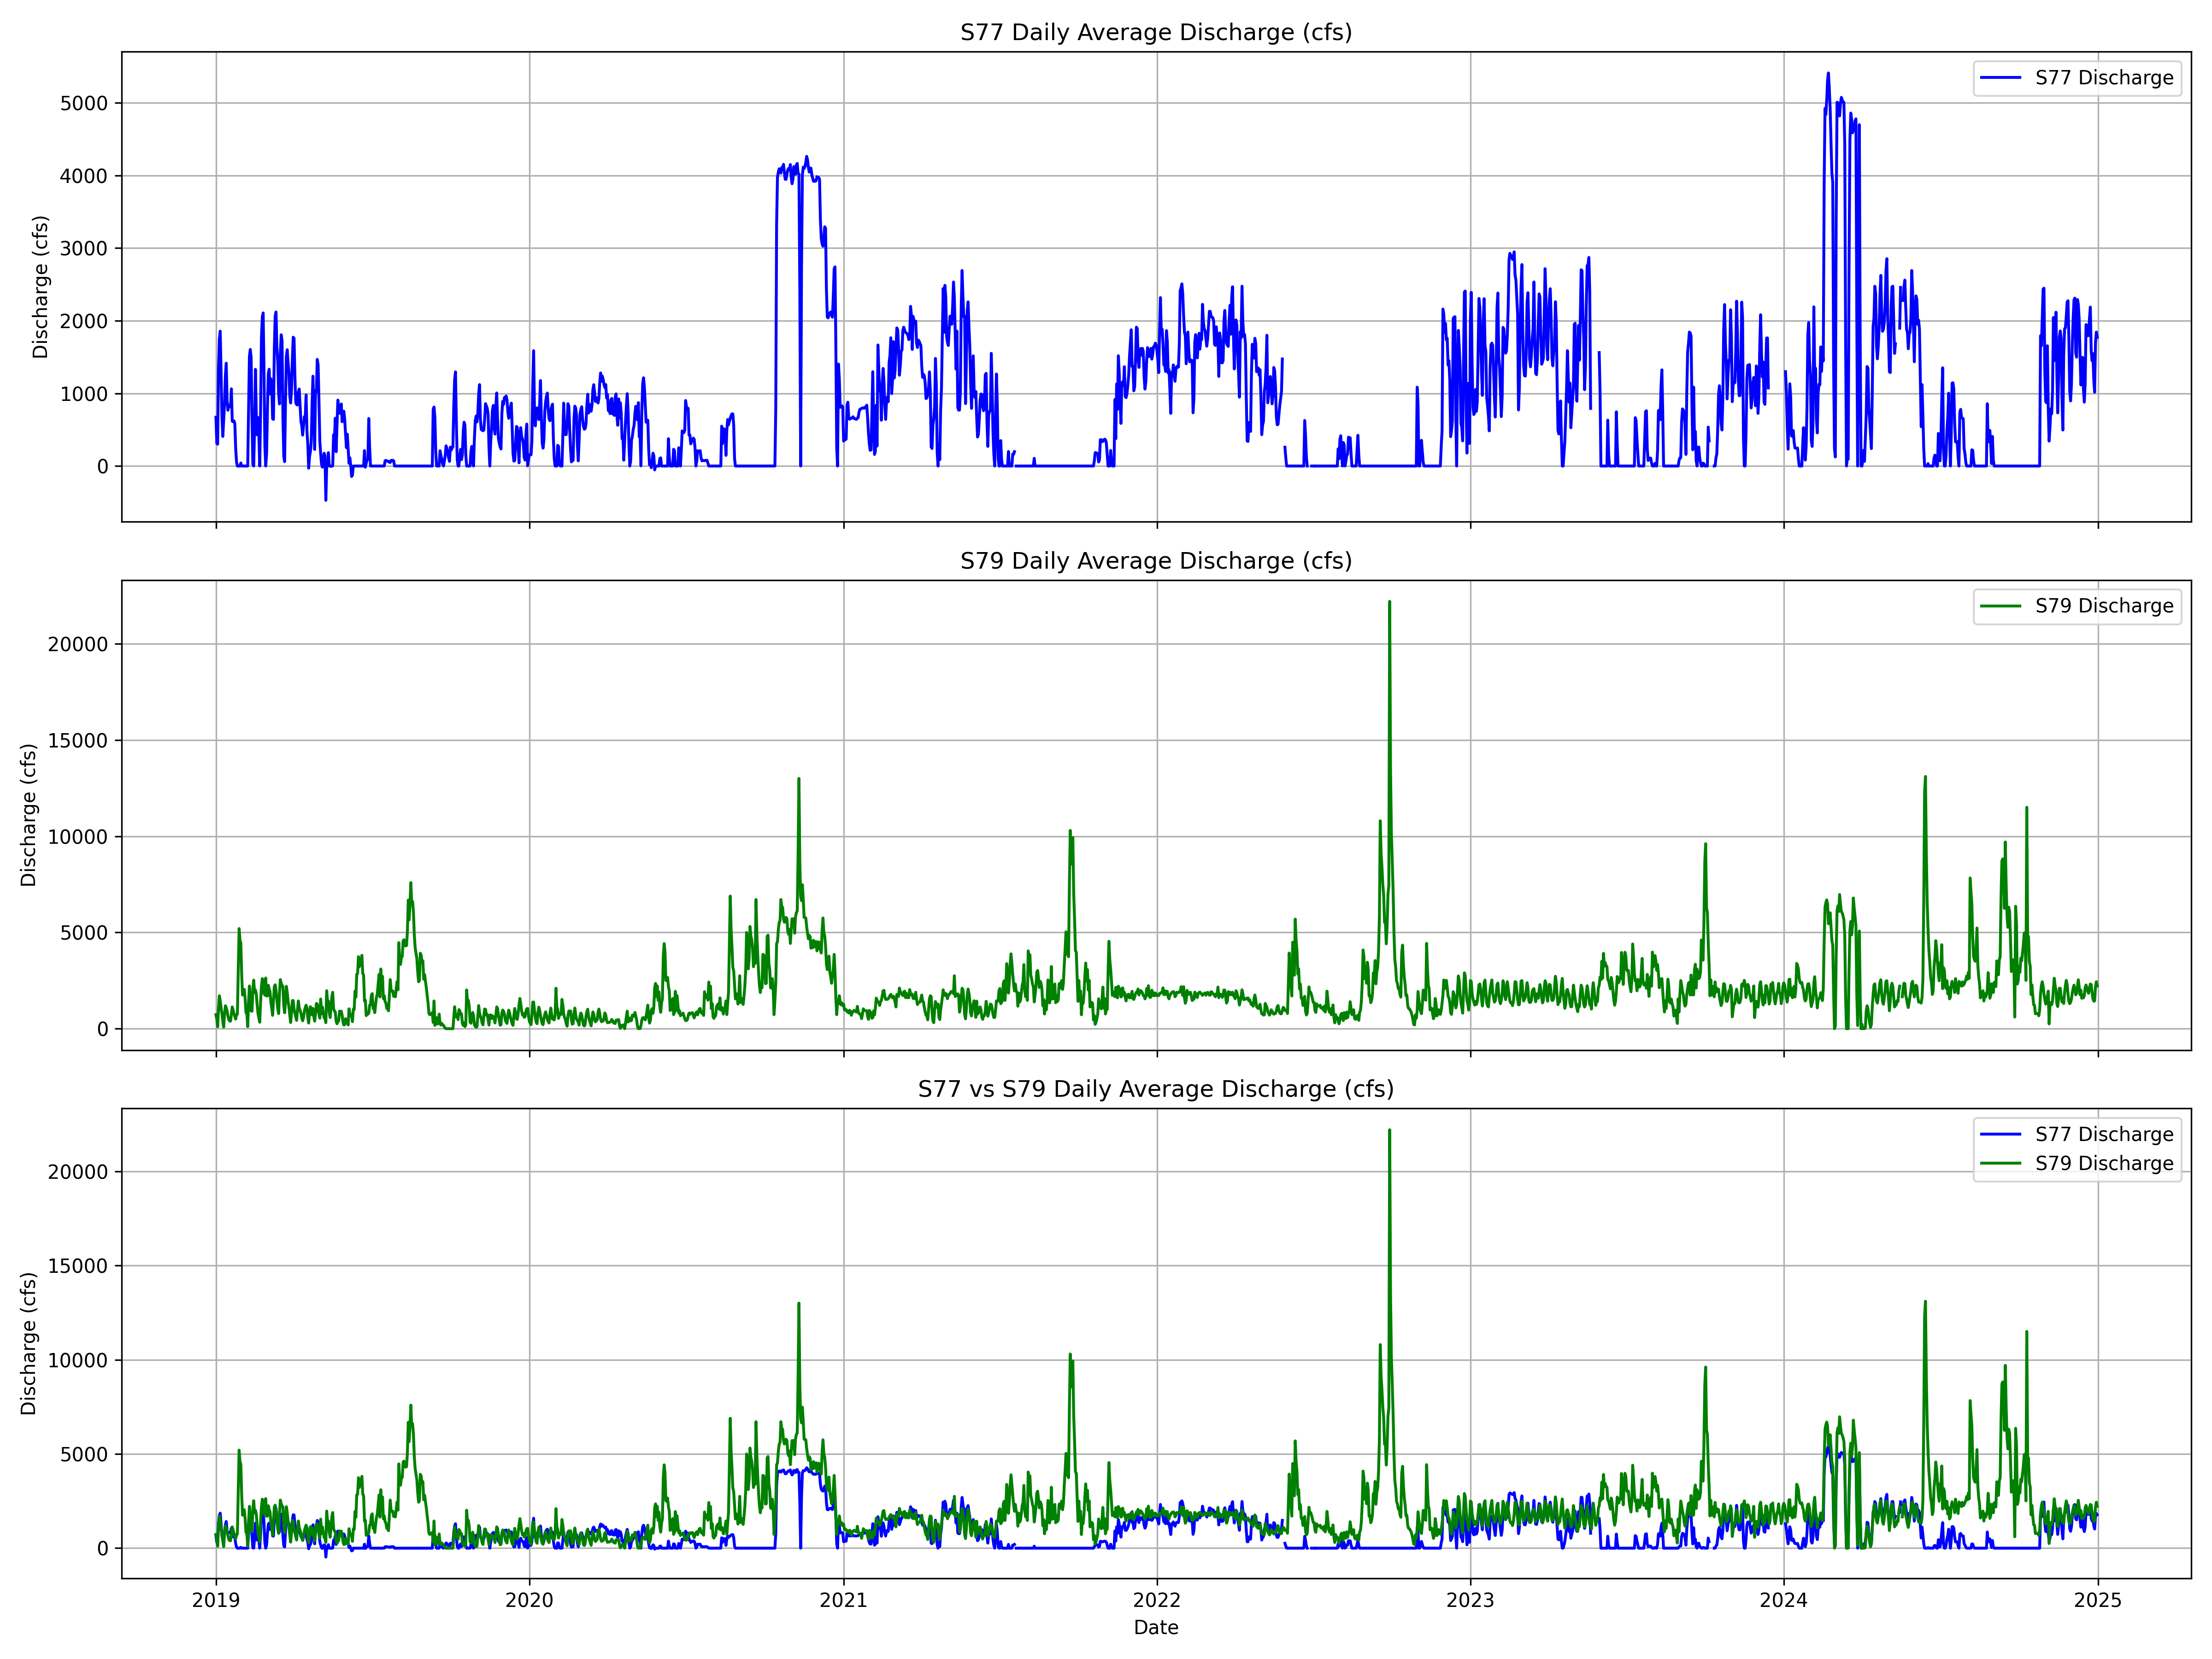 S77 Daily Average Discharge (cfs)
S77 Discharge
Discharge (cfs)
5000
4000
3000
2000
1000
0
S79 Daily Average Discharge (cfs)
S79 Discharge
Discharge (cfs)
20000
15000
10000
5000
0
S77 vs S79 Daily Average Discharge (cfs)
S77 Discharge
S79 Discharge
Discharge (cfs)
20000
15000
10000
5000
0
2019 2020 2021 2022 2023 2024 2025
Date